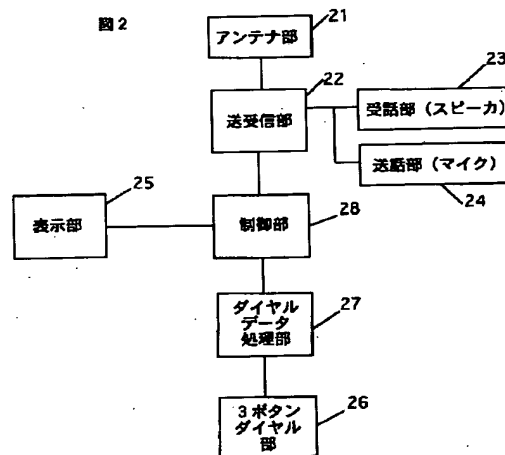 図2
アンテナ部
21
22
送受信部
23
受話部（スピーカ）
送話部（マイク）
24
25
表示部
制御部
28
ダイヤル
データ
処理部
27
3ボタン
ダイヤル
部
26